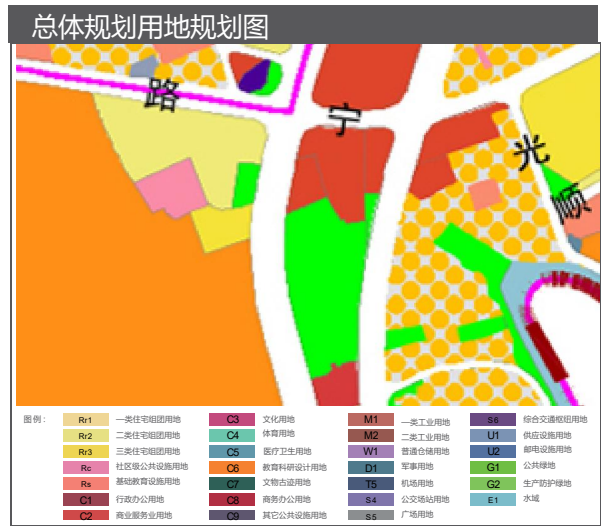 总体规划用地规划图
路
宁
光
顺
图例:
Rr1 一类住宅组团用地
Rr2 二类住宅组团用地
Rr3 三类住宅组团用地
Rc 社区级公共设施用地
Rs 基础教育设施用地
C1 行政办公用地
C2 商业服务业用地
C3 文化用地
C4 体育用地
C5 医疗卫生用地
C6 教育科研设计用地
C7 文物古迹用地
C8 商务办公用地
C9 其它公共设施用地
M1 一类工业用地
M2 二类工业用地
W1 普通仓储用地
D1 军事用地
T5 机场用地
S4 公交场站用地
S5 广场用地
S6 综合交通枢纽用地
U1 供应设施用地
U2 邮电设施用地
G1 公共绿地
G2 生产防护绿地
E1 水域